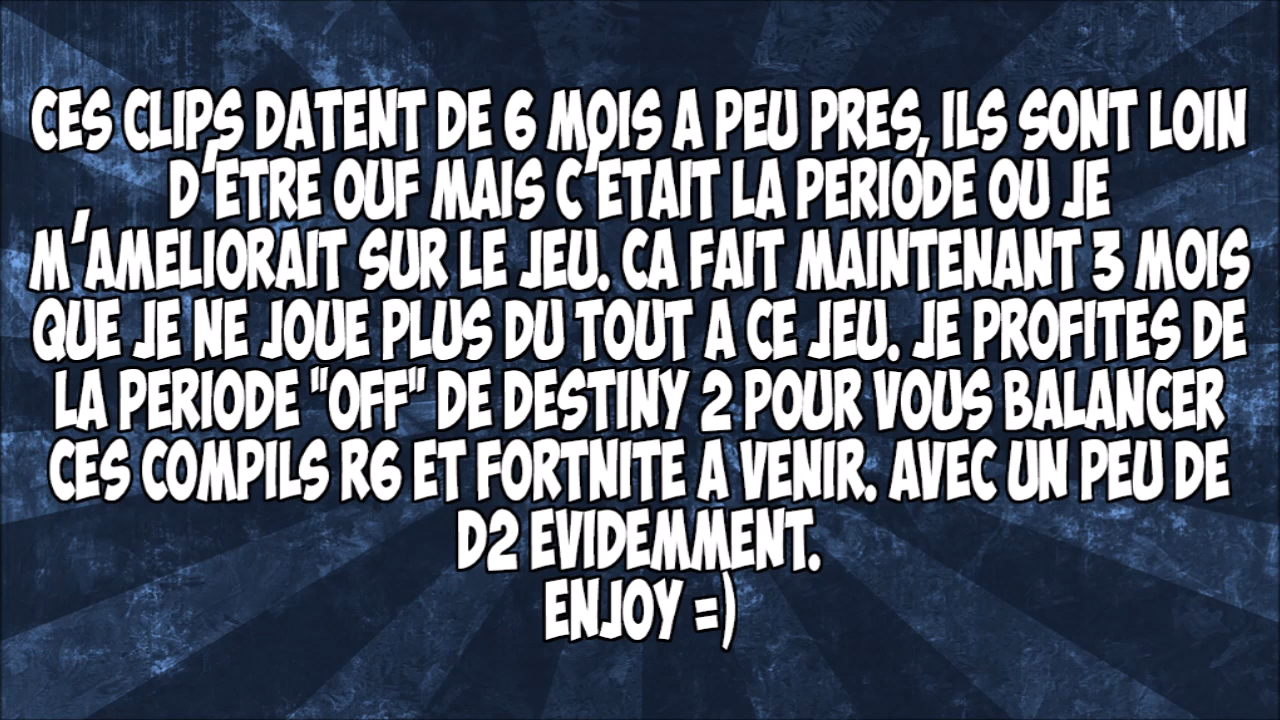 CES CLIPS DATENT DE 6 MOIS A PEU PRES, ILS SONT LOIN
D'ETRE OUF MAIS C'ETAIT LA PERIODE OU JE
M'AMELIORAIT SUR LE JEU. CA FAIT MAINTENANT 3 MOIS
QUE JE NE JOUE PLUS DU TOUT A CE JEU. JE PROFITES DE
LA PERIODE "OFF" DE DESTINY 2 POUR VOUS BALANCER
CES COMPILS R6 ET FORTNITE A VENIR. AVEC UN PEU DE
D2 EVIDEMMENT.
ENJOY =)